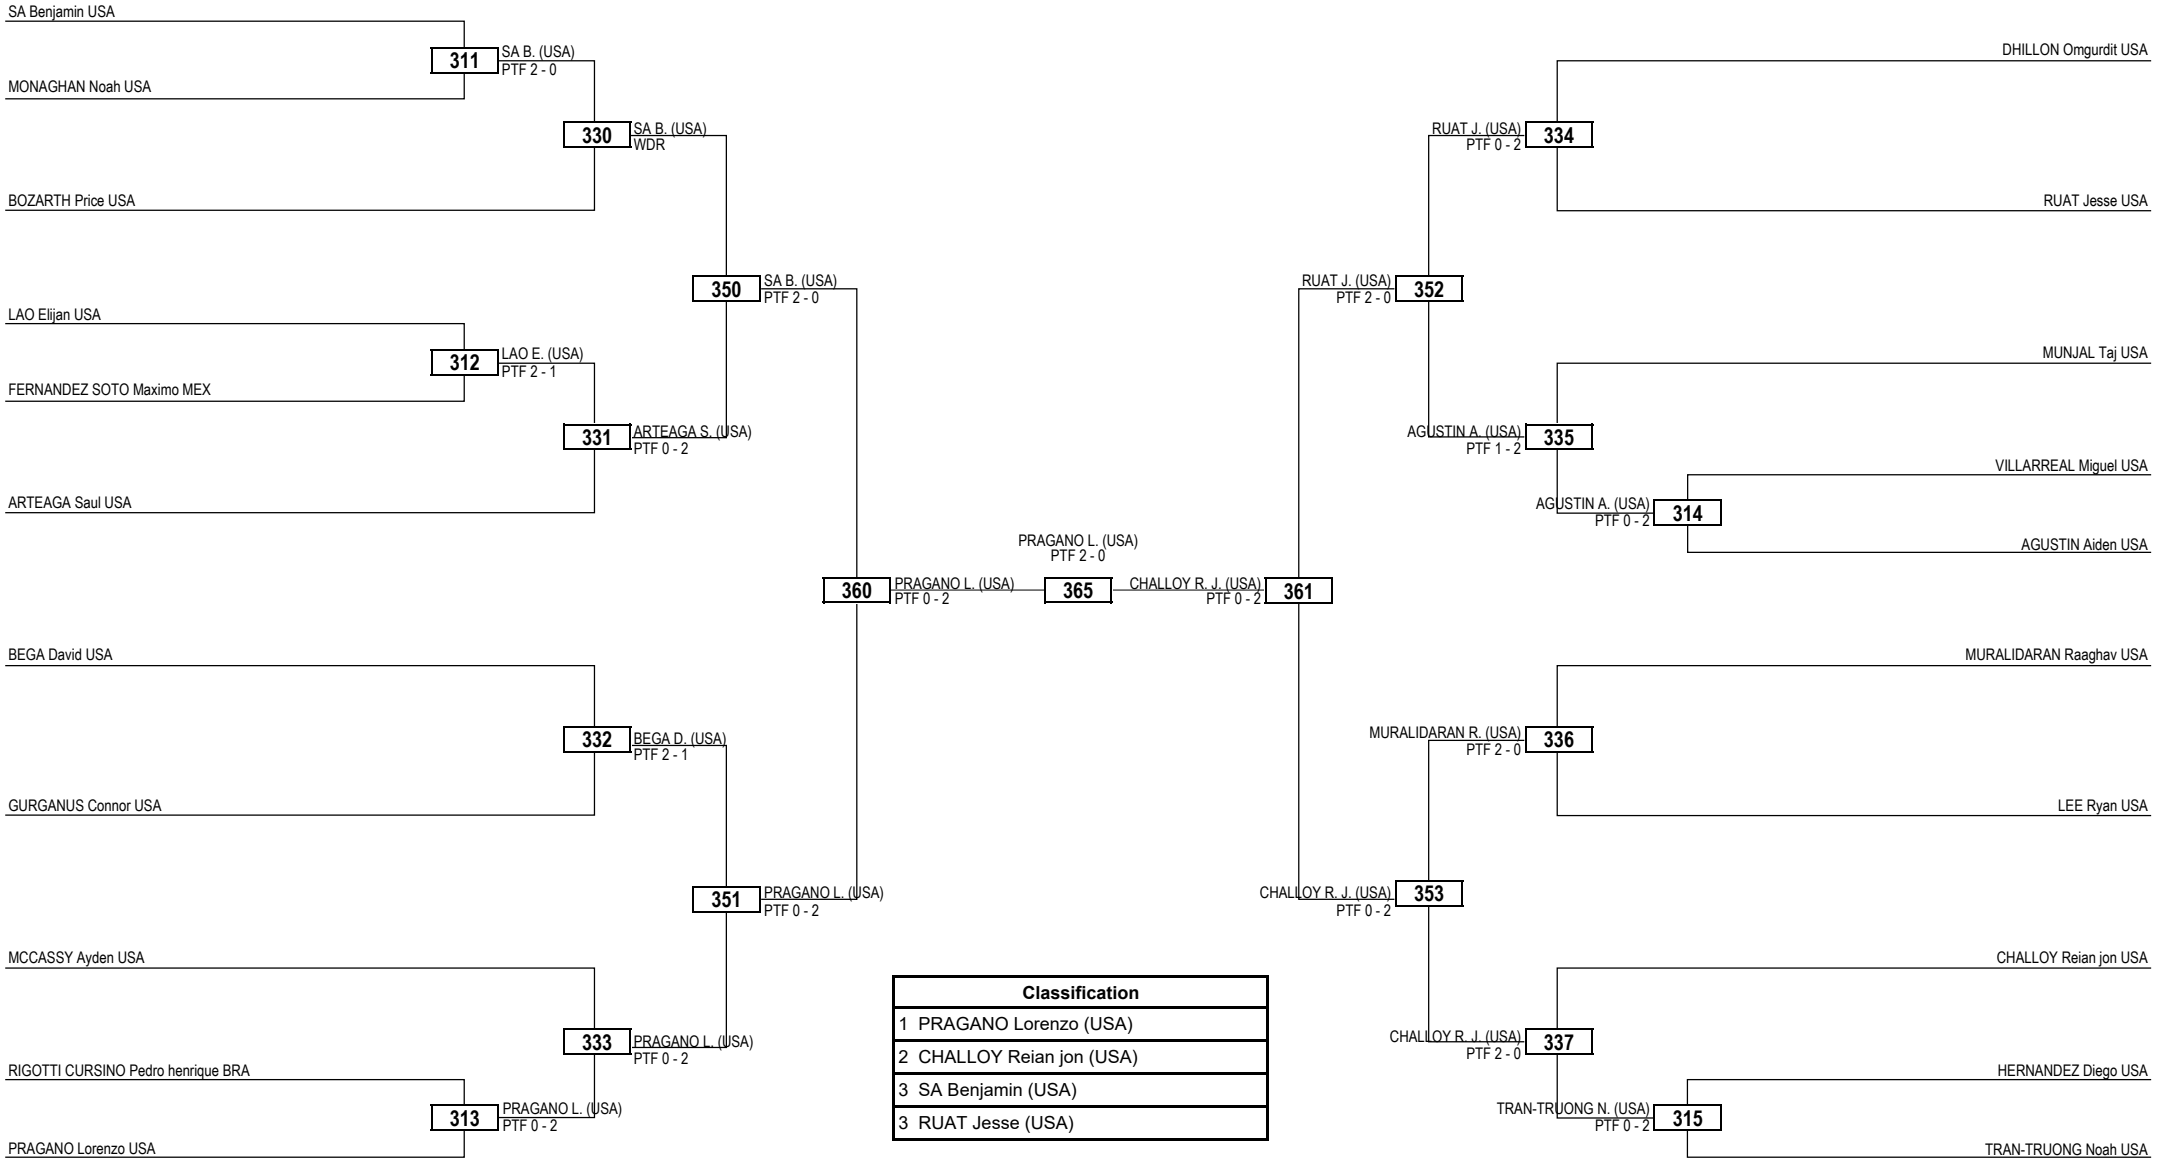 SA Benjamin USA
311
SA B. (USA)
PTF 2 - 0
MONAGHAN Noah USA
330
SA B. (USA)
WDR
BOZARTH Price USA
350
SA B. (USA)
PTF 2 - 0
LAO Elijan USA
312
LAO E. (USA)
PTF 2 - 1
FERNANDEZ SOTO Maximo MEX
331
ARTEAGA S. (USA)
PTF 0 - 2
ARTEAGA Saul USA
360
PRAGANO L. (USA)
PTF 0 - 2
BEGA David USA
332
BEGA D. (USA)
PTF 2 - 1
GURGANUS Connor USA
351
PRAGANO L. (USA)
PTF 0 - 2
MCCASSY Ayden USA
333
PRAGANO L. (USA)
PTF 0 - 2
RIGOTTI CURSINO Pedro henrique BRA
313
PRAGANO L. (USA)
PTF 0 - 2
PRAGANO Lorenzo USA
PRAGANO L. (USA)
PTF 2 - 0
365
DHILLON Omgurdit USA
RUAT J. (USA)
PTF 0 - 2
334
RUAT Jesse USA
RUAT J. (USA)
PTF 2 - 0
352
MUNJAL Taj USA
AGUSTIN A. (USA)
PTF 1 - 2
335
VILLARREAL Miguel USA
AGUSTIN A. (USA)
PTF 0 - 2
314
AGUSTIN Aiden USA
CHALLOY R. J. (USA)
PTF 0 - 2
361
MURALIDARAN Raaghav USA
MURALIDARAN R. (USA)
PTF 2 - 0
336
LEE Ryan USA
CHALLOY R. J. (USA)
PTF 0 - 2
353
CHALLOY Reian jon USA
CHALLOY R. J. (USA)
PTF 2 - 0
337
HERNANDEZ Diego USA
TRAN-TRUONG N. (USA)
PTF 0 - 2
315
TRAN-TRUONG Noah USA
Classification
1 PRAGANO Lorenzo (USA)
2 CHALLOY Reian jon (USA)
3 SA Benjamin (USA)
3 RUAT Jesse (USA)